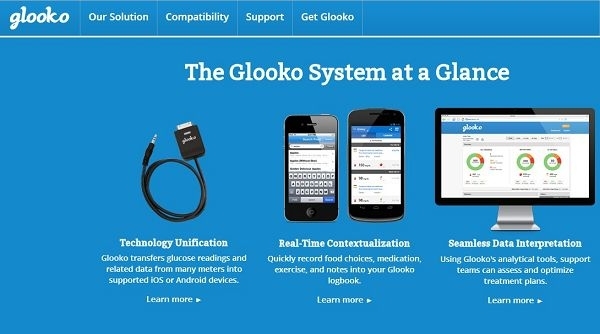 glooko
Our Solution
Compatibility
Support
Get Glooko
The Glooko System at a Glance
glooko
Technology Unification
Glooko transfers glucose readings and
related data from many meters into
supported iOS or Android devices.
Learn more ►
Real-Time Contextualization
Quickly record food choices, medication,
exercise, and notes into your Glooko
logbook.
Learn more ►
glooko
Seamless Data Interpretation
Using Glooko's analytical tools, support
teams can assess and optimize
treatment plans.
Learn more ►